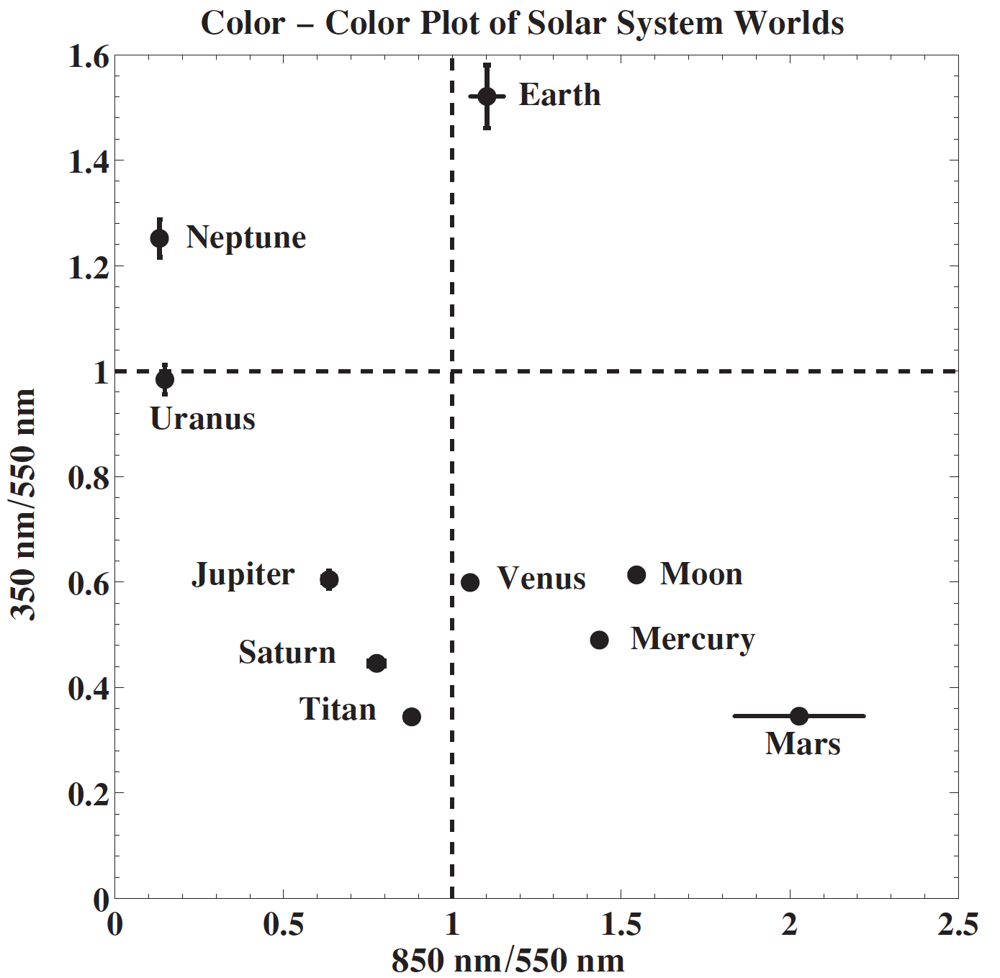 Color – Color Plot of Solar System Worlds
1.6
Earth
1.4
Neptune
1.2
1
Uranus
350 nm/550 nm
0.8
Jupiter
Venus
Moon
0.6
Mercury
Saturn
0.4
Titan
Mars
0.2
0
0 0.5 1 1.5 2 2.5
850 nm/550 nm